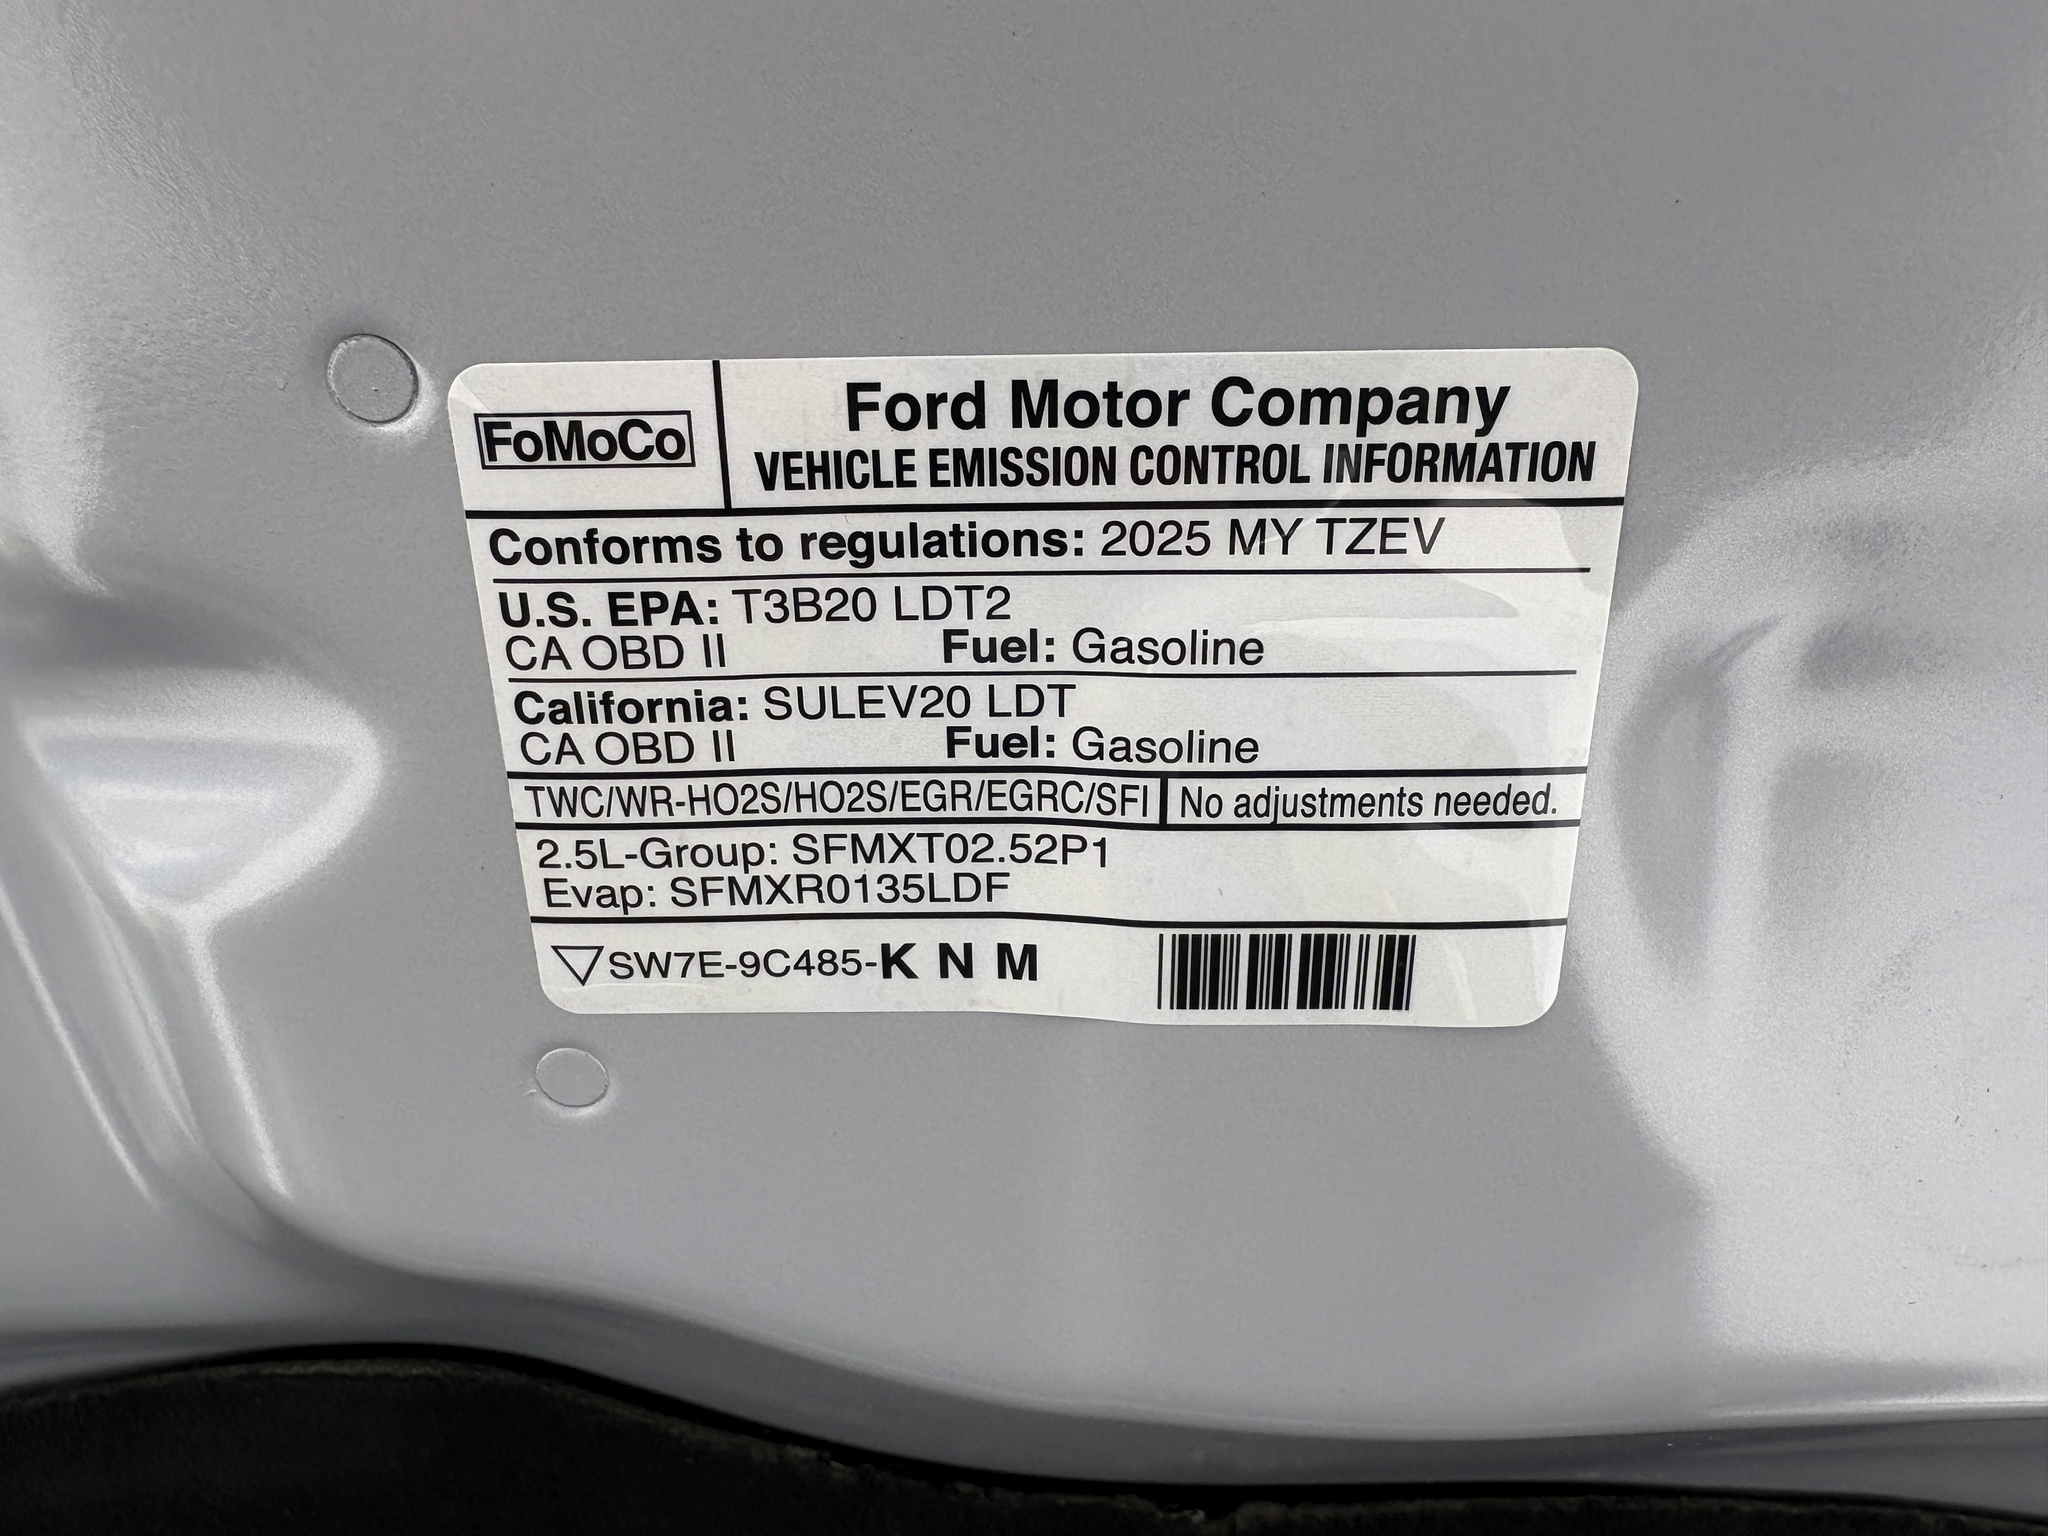 FoMoCo
Ford Motor Company
VEHICLE EMISSION CONTROL INFORMATION
Conforms to regulations: 2025 MY TZEV
U.S. EPA: T3B20 LDT2
CA OBD II Fuel: Gasoline
California: SULEV20 LDT
CA OBD II Fuel: Gasoline
TWC/WR-HO2S/HO2S/EGR/EGRC/SFI No adjustments needed.
2.5L-Group: SFMXT02.52P1
Evap: SFMXR0135LDF
SW7E-9C485-K N M